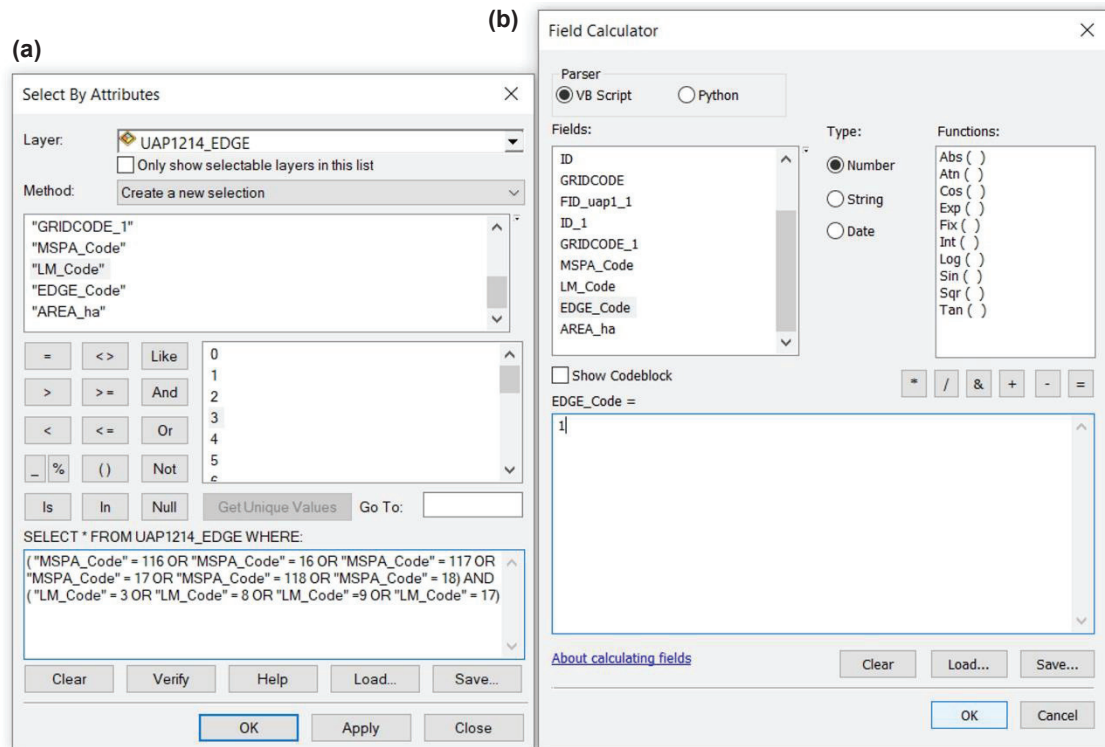 (a)
Select By Attributes
Layer: UAP1214_EDGE
Only show selectable layers in this list
Method: Create a new selection
"GRIDCODE_1"
"MSPA_Code"
"LM_Code"
"EDGE_Code"
"AREA_ha"
= <> Like
> >= And
< <= Or
_ % () Not
Is In Null
0
1
2
3
4
5
6
Get Unique Values Go To:
SELECT * FROM UAP1214_EDGE WHERE:
( "MSPA_Code" = 116 OR "MSPA_Code" = 16 OR "MSPA_Code" = 117 OR
"MSPA_Code" = 17 OR "MSPA_Code" = 118 OR "MSPA_Code" = 18) AND
( "LM_Code" = 3 OR "LM_Code" = 8 OR "LM_Code" =9 OR "LM_Code" = 17)
Clear Verify Help Load... Save...
OK Apply Close
(b)
Field Calculator
Parser
VB Script Python
Fields:
ID
GRIDCODE
FID_uap1_1
ID_1
GRIDCODE_1
MSPA_Code
LM_Code
EDGE_Code
AREA_ha
Type:
Number
String
Date
Functions:
Abs ( )
Atn ( )
Cos ( )
Exp ( )
Fix ( )
Int ( )
Log ( )
Sin ( )
Sqr ( )
Tan ( )
Show Codeblock
* / & + - =
EDGE_Code =
1
About calculating fields
Clear Load... Save...
OK Cancel